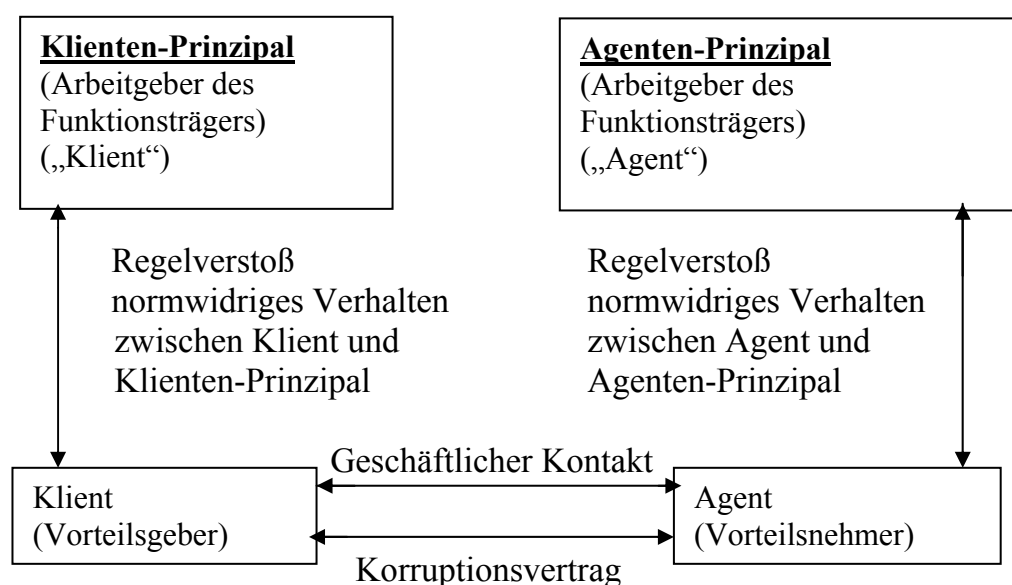 Klienten-Prinzipal
(Arbeitgeber des
Funktionsträgers)
(„Klient“)
Agenten-Prinzipal
(Arbeitgeber des
Funktionsträgers)
(„Agent“)
Regelverstoß
normwidriges Verhalten
zwischen Klient und
Klienten-Prinzipal
Regelverstoß
normwidriges Verhalten
zwischen Agent und
Agenten-Prinzipal
Geschäftlicher Kontakt
Klient
(Vorteilsgeber)
Agent
(Vorteilsnehmer)
Korruptionsvertrag